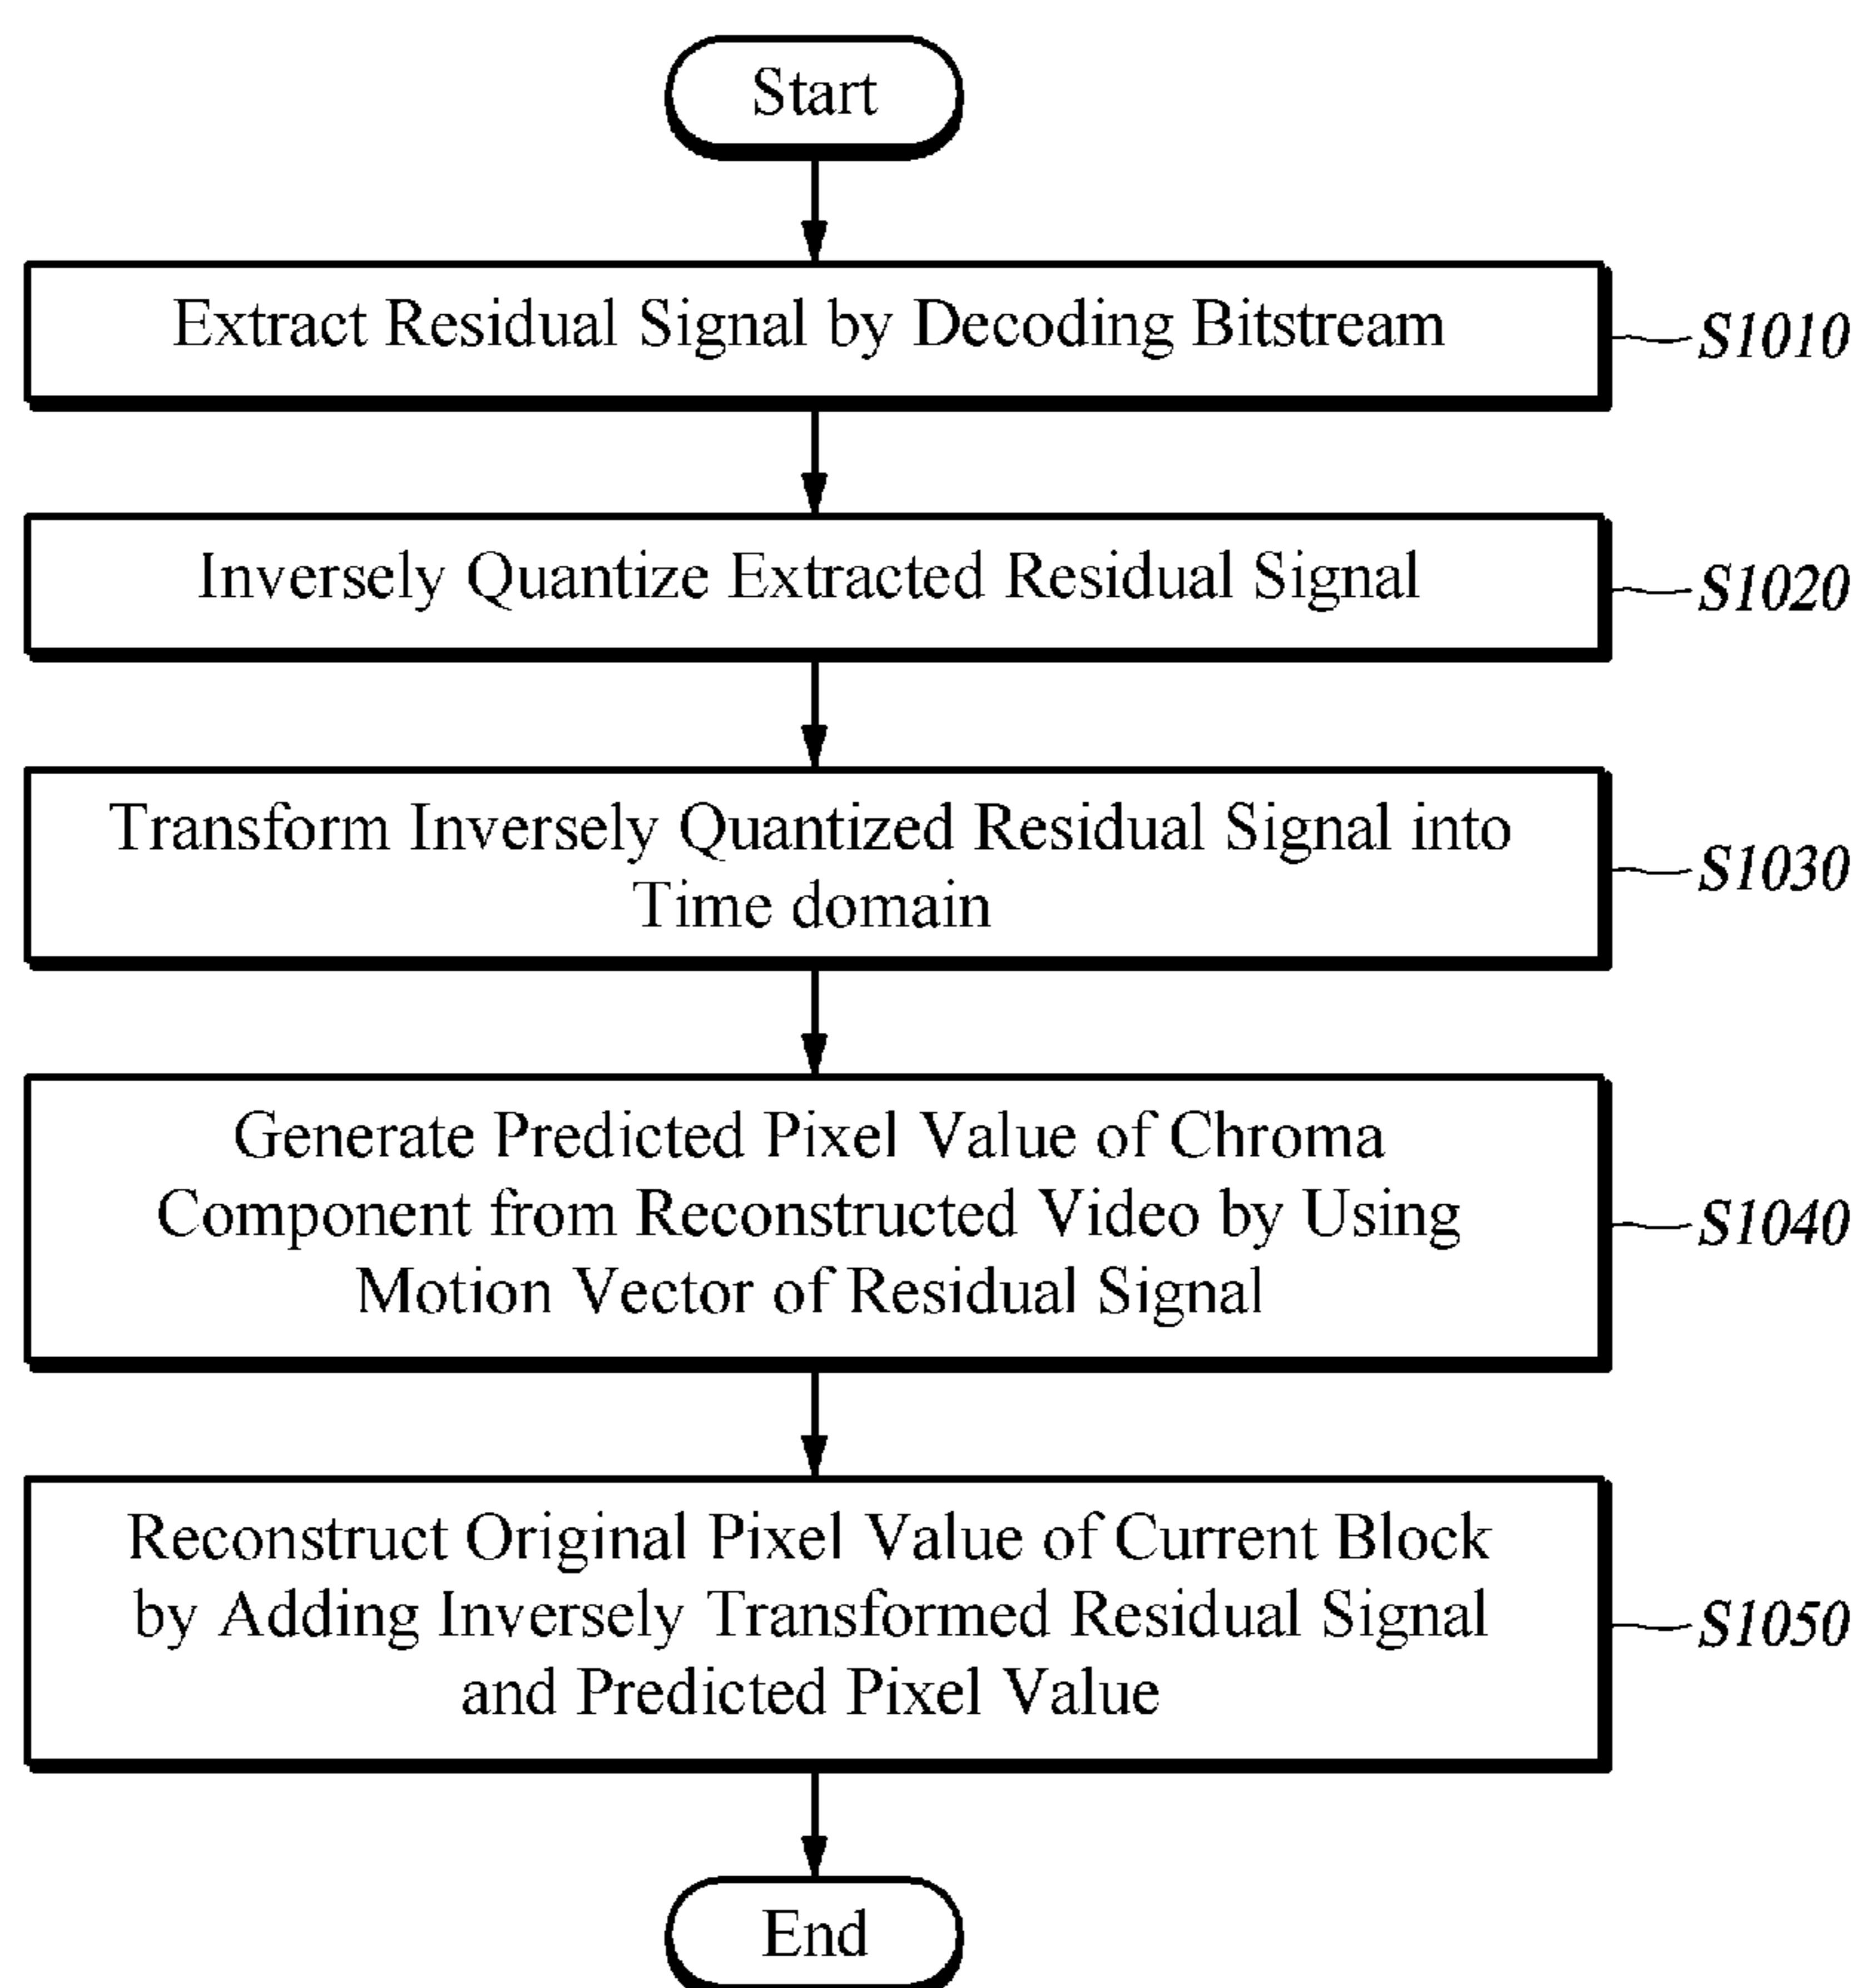 Start
Extract Residual Signal by Decoding Bitstream
S1010
Inversely Quantize Extracted Residual Signal
S1020
Transform Inversely Quantized Residual Signal into
Time domain
S1030
Generate Predicted Pixel Value of Chroma
Component from Reconstructed Video by Using
Motion Vector of Residual Signal
S1040
Reconstruct Original Pixel Value of Current Block
by Adding Inversely Transformed Residual Signal
and Predicted Pixel Value
S1050
End